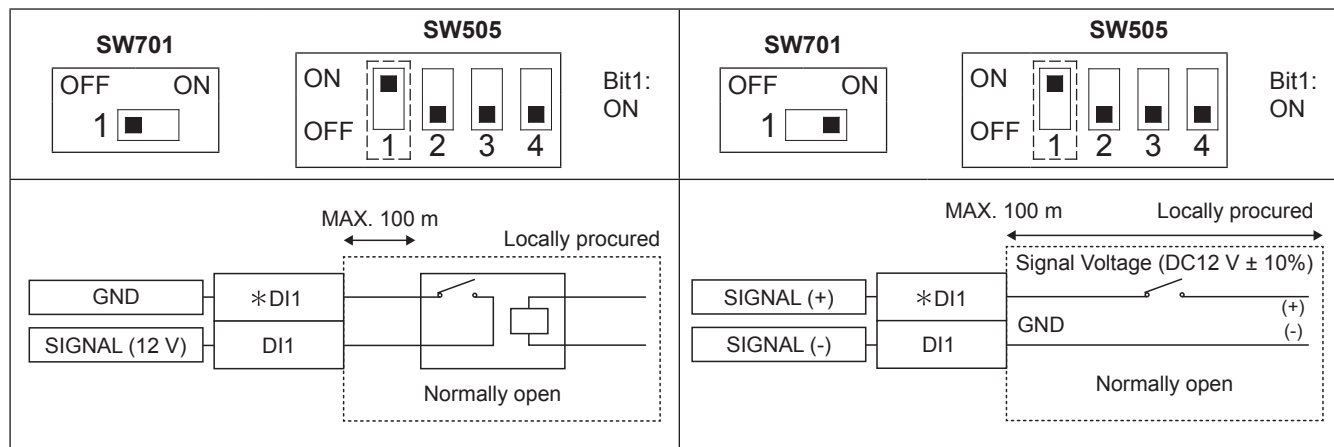 SW701
OFF ON
1
SW505
ON
OFF
1 2 3 4
Bit1:
ON
SW701
OFF ON
1
SW505
ON
OFF
1 2 3 4
Bit1:
ON
MAX. 100 m
Locally procured
GND
＊DI1
SIGNAL (12 V)
DI1
Normally open
MAX. 100 m
Locally procured
Signal Voltage (DC12 V ± 10%)
SIGNAL (+)
＊DI1
(+)
GND
(-)
SIGNAL (-)
DI1
Normally open